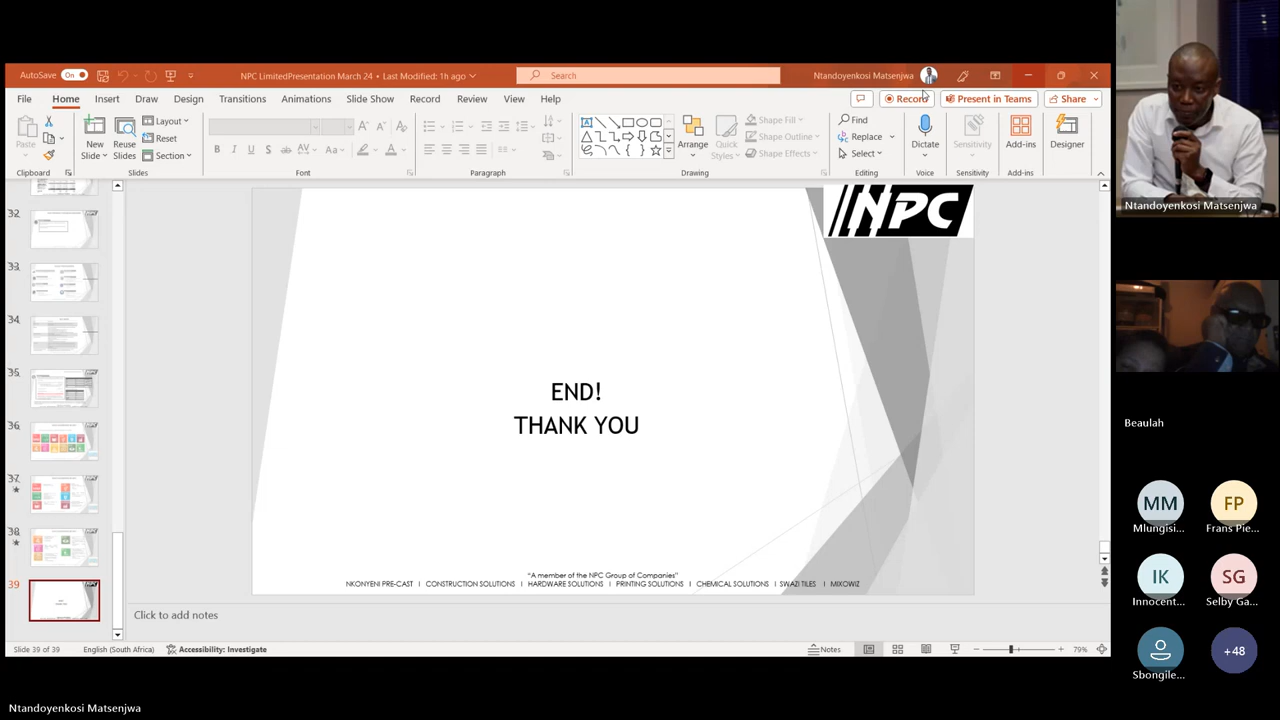 AutoSave On
NPC LimitedPresentation March 24 • Last Modified: 1h ago
Search
Ntandoyenkosi Matsenjwa
File Home Insert Draw Design Transitions Animations Slide Show Record Review View Help
Record
Present in Teams
Share
Paste
New Slide
Reuse Slides
Layout
Reset
Section
Shape Fill
Shape Outline
Shape Effects
Arrange
Quick Styles
Find
Replace
Select
Dictate
Sensitivity
Add-ins
Designer
Clipboard
Slides
Font
Paragraph
Drawing
Editing
Voice
Sensitivity
Add-ins
32
33
34
35
36
37
38
39
NPC
END!
THANK YOU
"A member of the NPC Group of Companies"
NKONYENI PRE-CAST I CONSTRUCTION SOLUTIONS I HARDWARE SOLUTIONS I PRINTING SOLUTIONS I CHEMICAL SOLUTIONS I SWAZI TILES I MIXOWIZ
Click to add notes
Slide 39 of 39
English (South Africa)
Accessibility: Investigate
Notes
79%
Ntandoyenkosi Matsenjwa
Beaulah
MM
Mlungisi...
FP
Frans Pie...
IK
Innocent...
SG
Selby Ga...
Sbongile...
+48
Ntandoyenkosi Matsenjwa